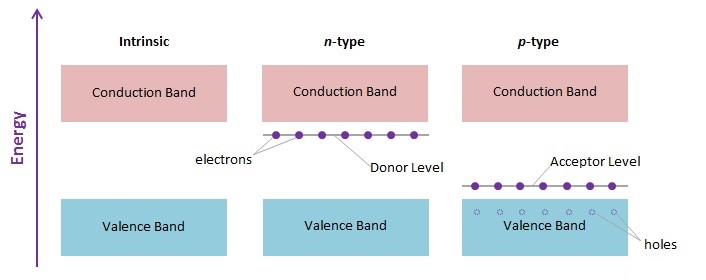 Energy
Intrinsic
n-type
p-type
Conduction Band
Conduction Band
Conduction Band
electrons
Donor Level
Acceptor Level
Valence Band
Valence Band
Valence Band
holes